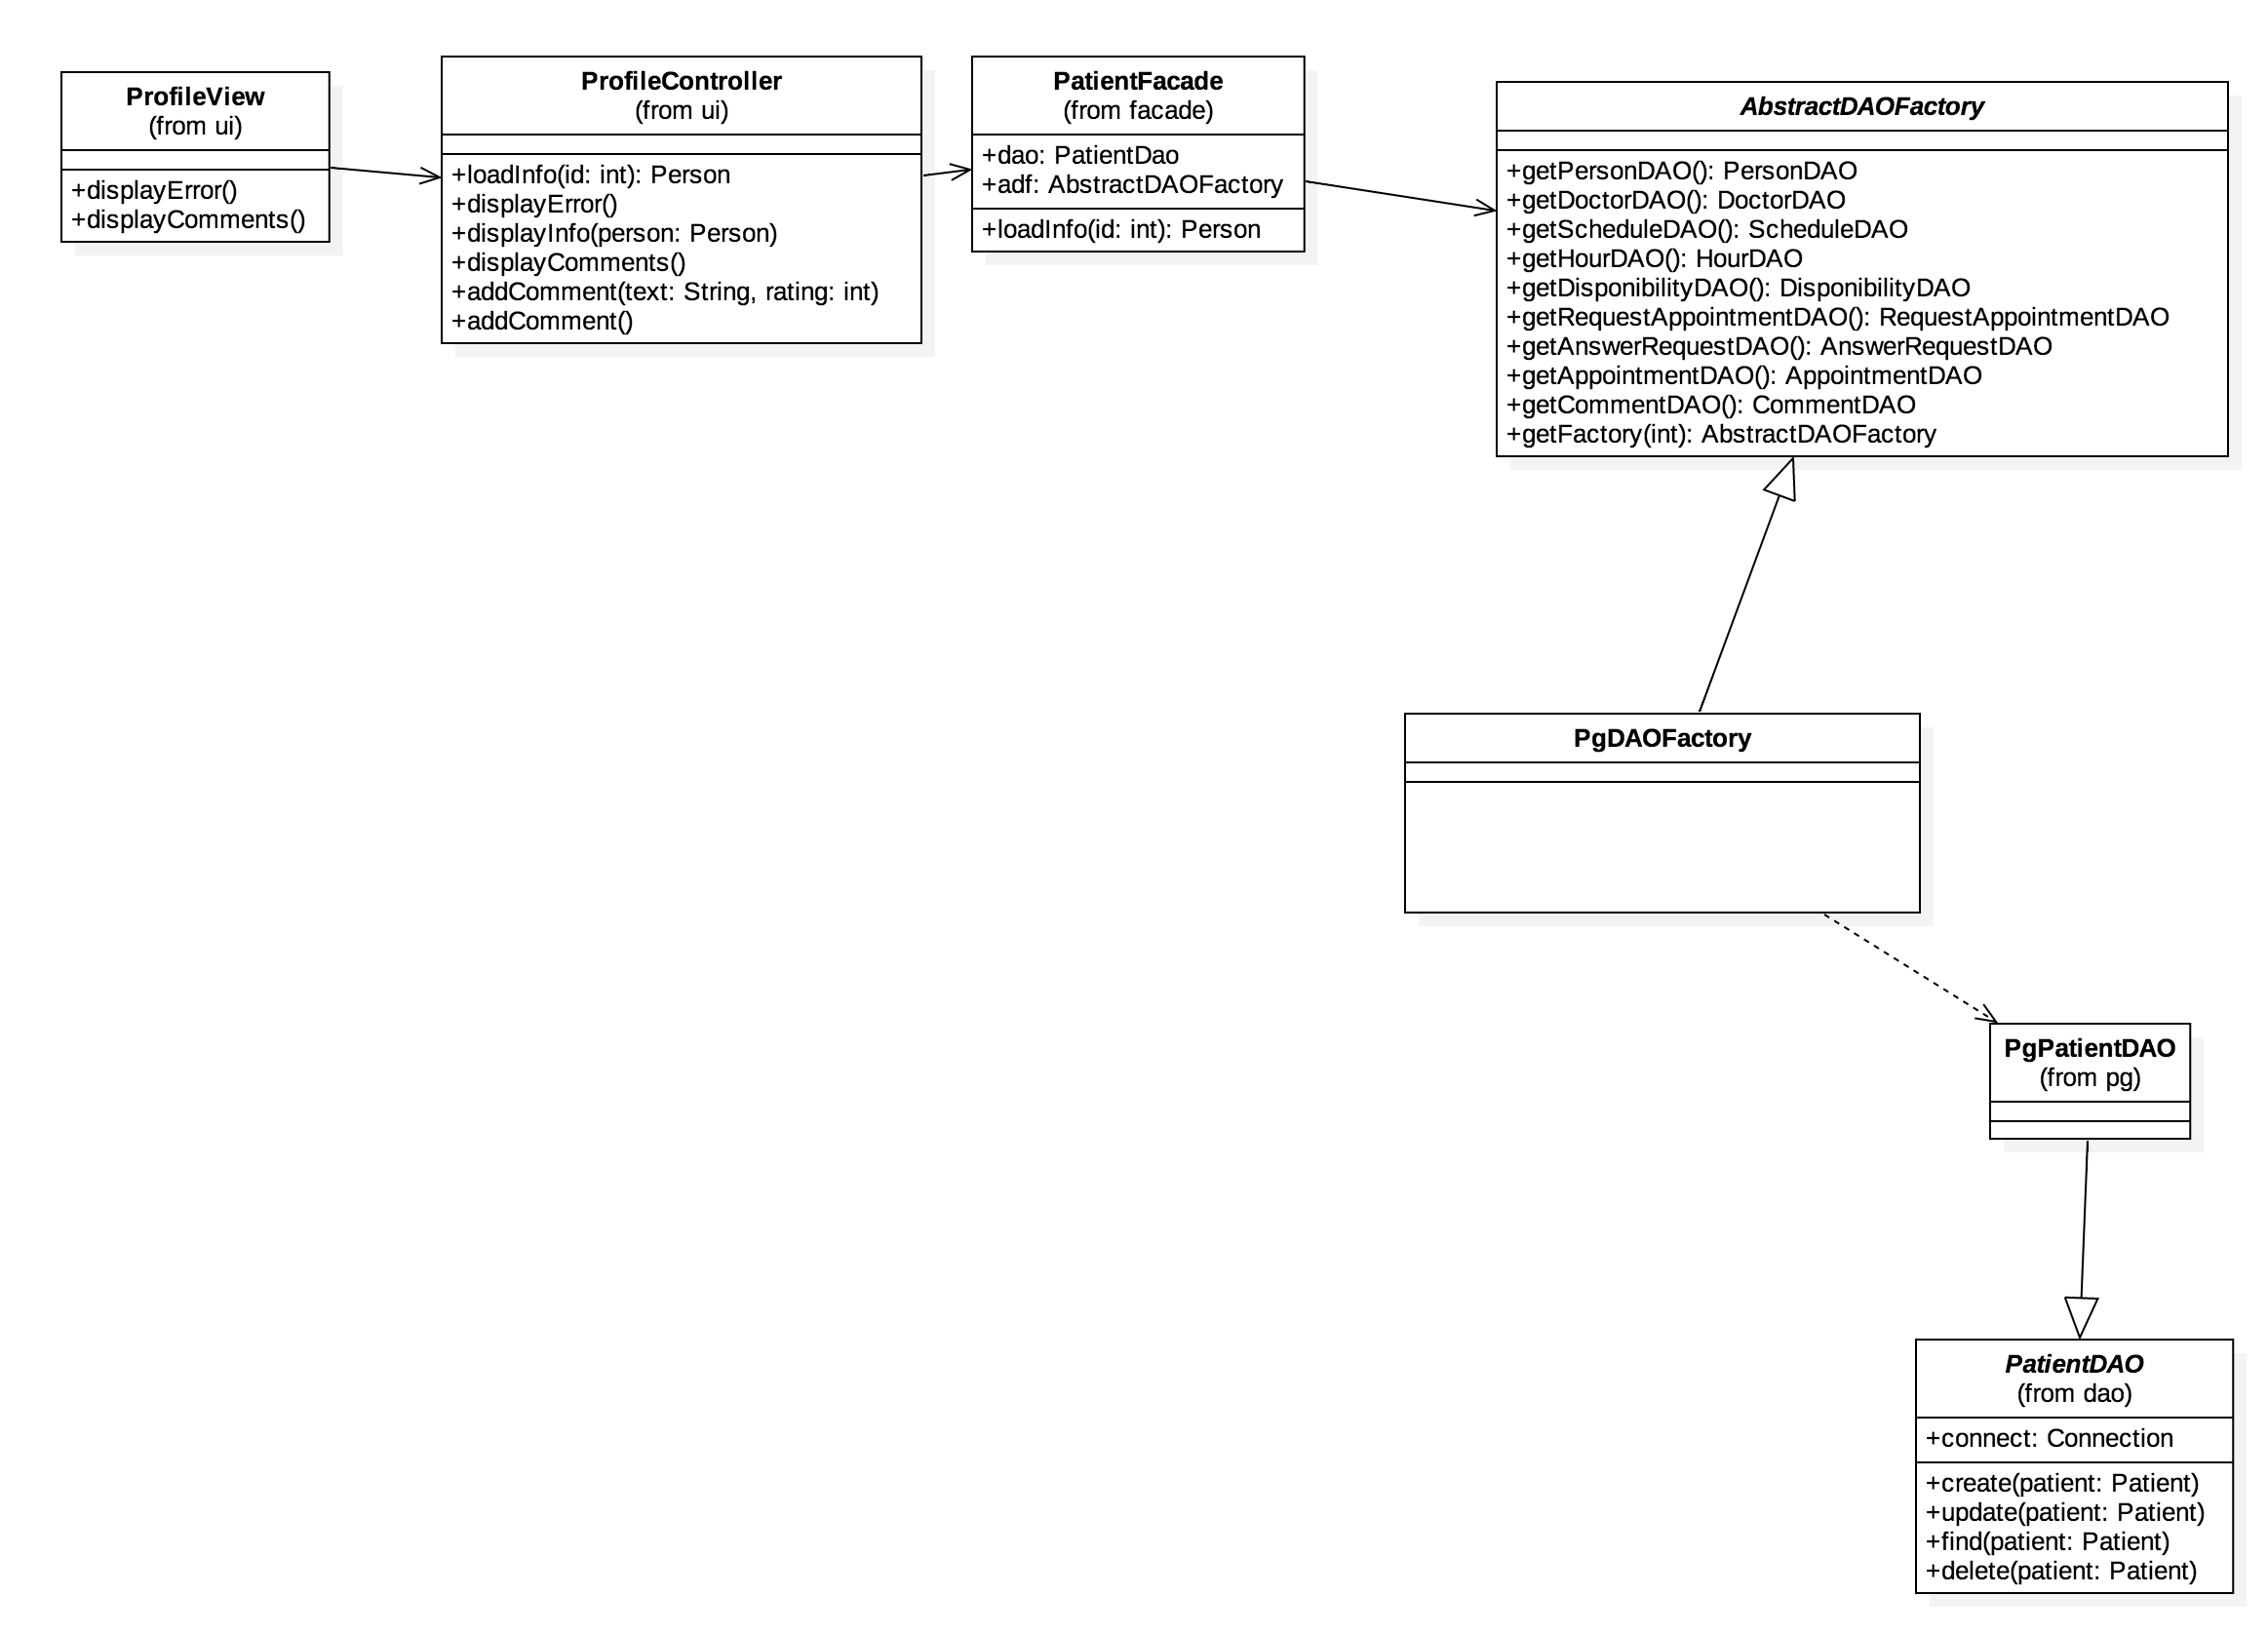 ProfileView
(from ui)
+displayError()
+displayComments()
ProfileController
(from ui)
+loadInfo(id: int): Person
+displayError()
+displayInfo(person: Person)
+displayComments()
+addComment(text: String, rating: int)
+addComment()
PatientFacade
(from facade)
+dao: PatientDao
+adf: AbstractDAOFactory
+loadInfo(id: int): Person
AbstractDAOFactory
+getPersonDAO(): PersonDAO
+getDoctorDAO(): DoctorDAO
+getScheduleDAO(): ScheduleDAO
+getHourDAO(): HourDAO
+getDisponibilityDAO(): DisponibilityDAO
+getRequestAppointmentDAO(): RequestAppointmentDAO
+getAnswerRequestDAO(): AnswerRequestDAO
+getAppointmentDAO(): AppointmentDAO
+getCommentDAO(): CommentDAO
+getFactory(int): AbstractDAOFactory
PgDAOFactory
PgPatientDAO
(from pg)
PatientDAO
(from dao)
+connect: Connection
+create(patient: Patient)
+update(patient: Patient)
+find(patient: Patient)
+delete(patient: Patient)